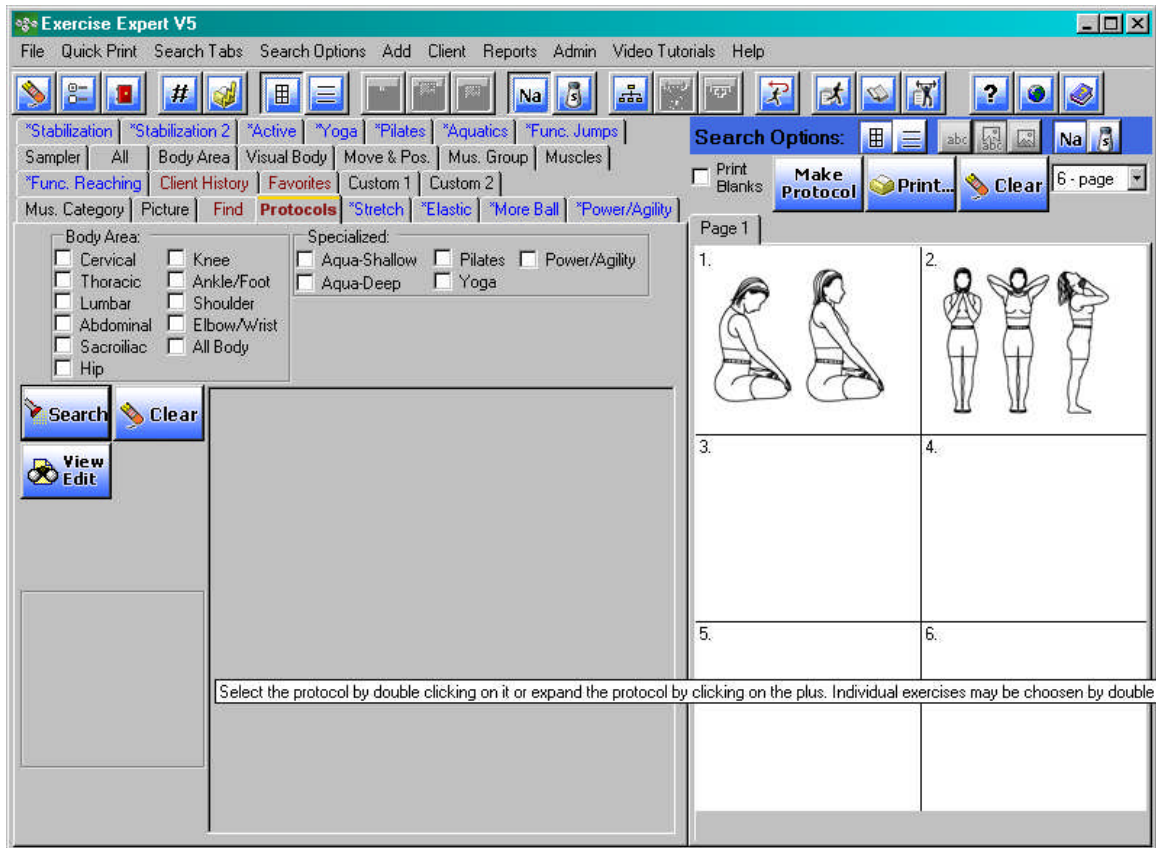 Exercise Expert V5
File Quick Print Search Tabs Search Options Add Client Reports Admin Video Tutorials Help
# Na s ?
*Stabilization *Stabilization 2 *Active *Yoga *Pilates *Aquatics *Func. Jumps
Sampler All Body Area Visual Body Move & Pos. Mus. Group Muscles
*Func. Reaching Client History Favorites Custom 1 Custom 2
Mus. Category Picture Find Protocols *Stretch *Elastic *More Ball *Power/Agility
Body Area:
Cervical Knee
Thoracic Ankle/Foot
Lumbar Shoulder
Abdominal Elbow/Wrist
Sacroiliac All Body
Hip
Specialized:
Aqua-Shallow Pilates Power/Agility
Aqua-Deep Yoga
Search Clear
View Edit
Search Options: abc abc Na s
Print Blanks Make Protocol Print... Clear 6 - page
Page 1
1. 2.
3. 4.
5. 6.
Select the protocol by double clicking on it or expand the protocol by clicking on the plus. Individual exercises may be choosen by double